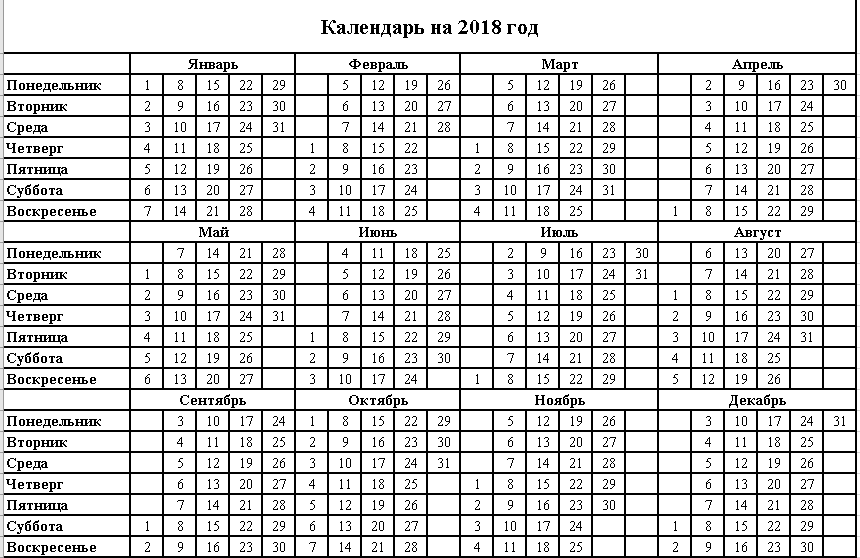 Календарь на 2018 год
Январь Февраль Март Апрель
Понедельник 1 8 15 22 29 5 12 19 26 5 12 19 26 2 9 16 23 30
Вторник 2 9 16 23 30 6 13 20 27 6 13 20 27 3 10 17 24
Среда 3 10 17 24 31 7 14 21 28 7 14 21 28 4 11 18 25
Четверг 4 11 18 25 1 8 15 22 1 8 15 22 29 5 12 19 26
Пятница 5 12 19 26 2 9 16 23 2 9 16 23 30 6 13 20 27
Суббота 6 13 20 27 3 10 17 24 3 10 17 24 31 7 14 21 28
Воскресенье 7 14 21 28 4 11 18 25 4 11 18 25 1 8 15 22 29
Май Июнь Июль Август
Понедельник 7 14 21 28 4 11 18 25 2 9 16 23 30 6 13 20 27
Вторник 1 8 15 22 29 5 12 19 26 3 10 17 24 31 7 14 21 28
Среда 2 9 16 23 30 6 13 20 27 4 11 18 25 1 8 15 22 29
Четверг 3 10 17 24 31 7 14 21 28 5 12 19 26 2 9 16 23 30
Пятница 4 11 18 25 1 8 15 22 29 6 13 20 27 3 10 17 24 31
Суббота 5 12 19 26 2 9 16 23 30 7 14 21 28 4 11 18 25
Воскресенье 6 13 20 27 3 10 17 24 1 8 15 22 29 5 12 19 26
Сентябрь Октябрь Ноябрь Декабрь
Понедельник 3 10 17 24 1 8 15 22 29 5 12 19 26 3 10 17 24 31
Вторник 4 11 18 25 2 9 16 23 30 6 13 20 27 4 11 18 25
Среда 5 12 19 26 3 10 17 24 31 7 14 21 28 5 12 19 26
Четверг 6 13 20 27 4 11 18 25 1 8 15 22 29 6 13 20 27
Пятница 7 14 21 28 5 12 19 26 2 9 16 23 30 7 14 21 28
Суббота 1 8 15 22 29 6 13 20 27 3 10 17 24 1 8 15 22 29
Воскресенье 2 9 16 23 30 7 14 21 28 4 11 18 25 2 9 16 23 30